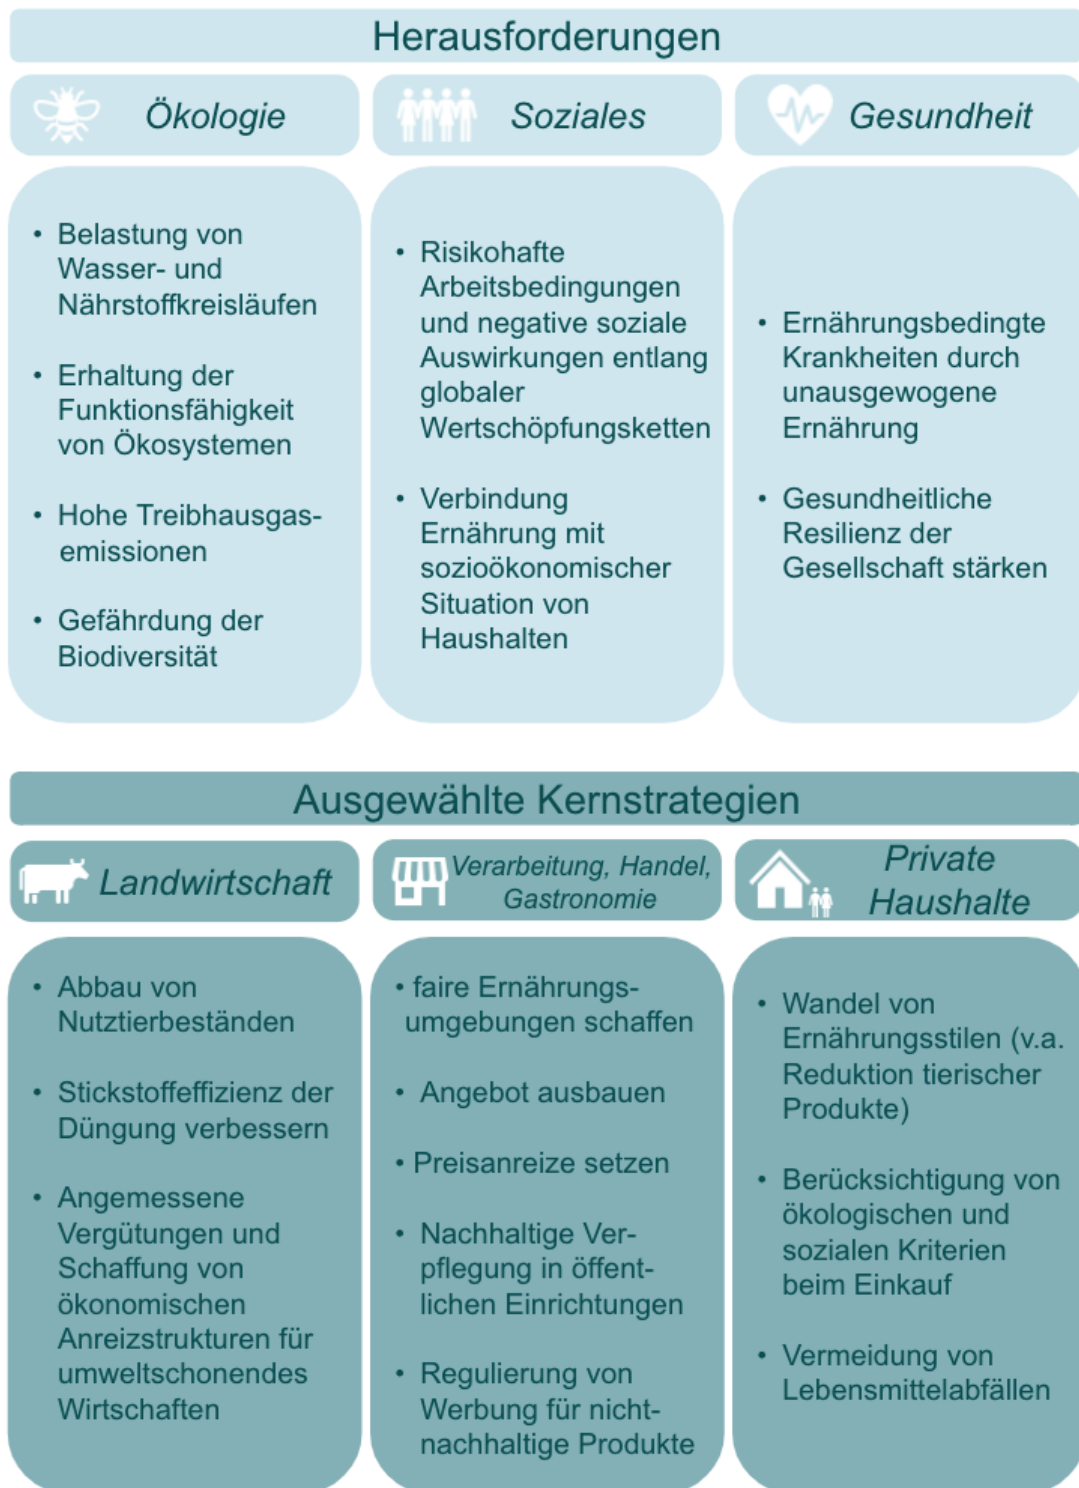 Herausforderungen
Ökologie
• Belastung von
Wasser- und
Nährstoffkreisläufen
• Erhaltung der
Funktionsfähigkeit
von Ökosystemen
• Hohe Treibhausgas-
emissionen
• Gefährdung der
Biodiversität
Soziales
• Risikohafte
Arbeitsbedingungen
und negative soziale
Auswirkungen entlang
globaler
Wertschöpfungsketten
• Verbindung
Ernährung mit
sozioökonomischer
Situation von
Haushalten
Gesundheit
• Ernährungsbedingte
Krankheiten durch
unausgewogene
Ernährung
• Gesundheitliche
Resilienz der
Gesellschaft stärken
Ausgewählte Kernstrategien
Landwirtschaft
• Abbau von
Nutztierbeständen
• Stickstoffeffizienz der
Düngung verbessern
• Angemessene
Vergütungen und
Schaffung von
ökonomischen
Anreizstrukturen für
umweltschonendes
Wirtschaften
Verarbeitung, Handel,
Gastronomie
• faire Ernährungs-
umgebungen schaffen
• Angebot ausbauen
• Preisanreize setzen
• Nachhaltige Ver-
pflegung in öffent-
lichen Einrichtungen
• Regulierung von
Werbung für nicht-
nachhaltige Produkte
Private
Haushalte
• Wandel von
Ernährungsstilen (v.a.
Reduktion tierischer
Produkte)
• Berücksichtigung von
ökologischen und
sozialen Kriterien
beim Einkauf
• Vermeidung von
Lebensmittelabfällen